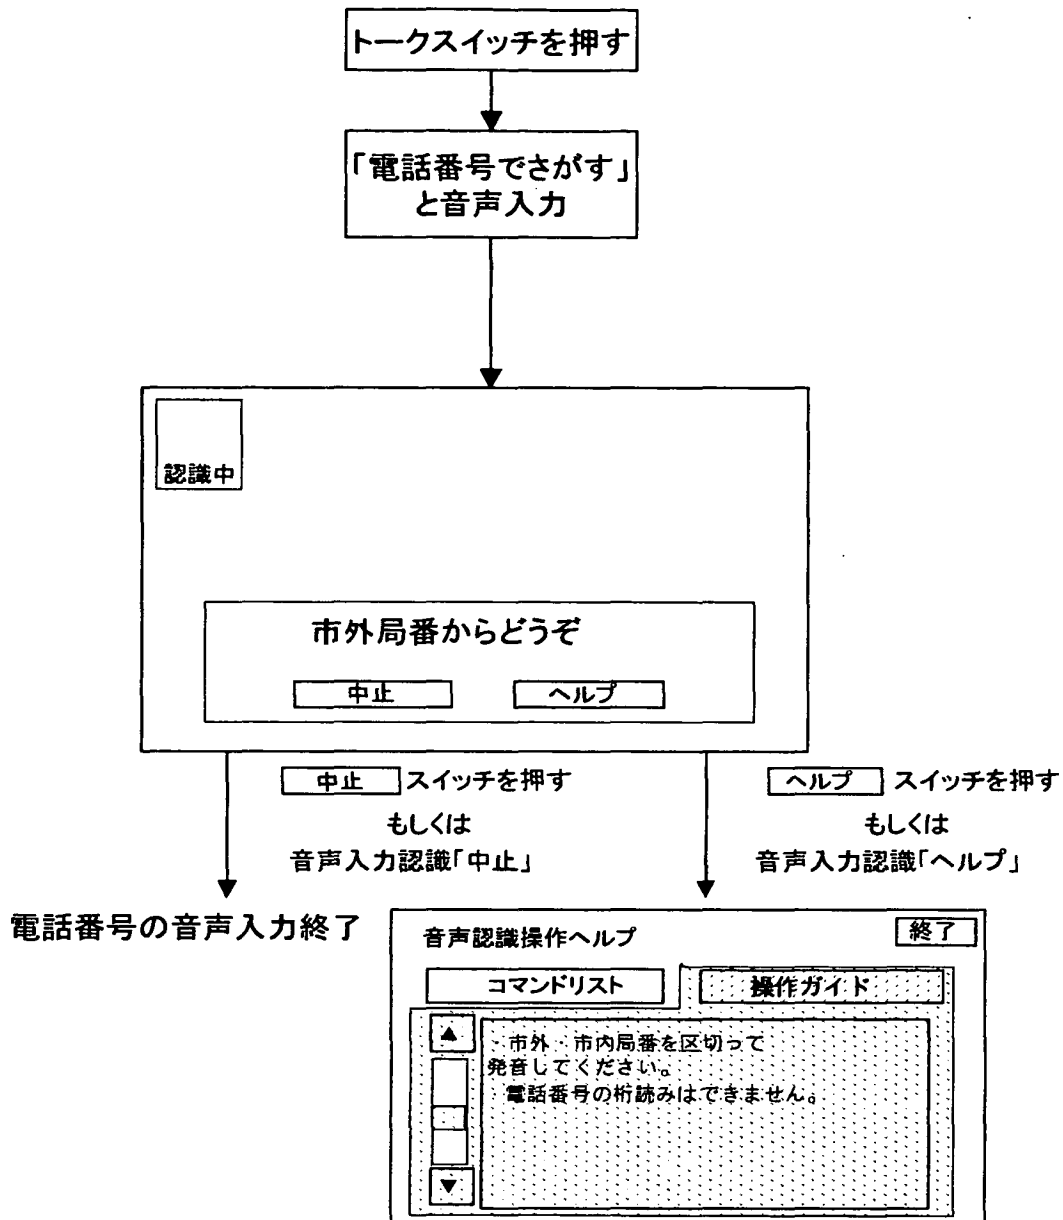 トークスイッチを押す
「電話番号でさがす」
と音声入力
認識中
市外局番からどうぞ
中止 ヘルプ
中止 スイッチを押す
もしくは
音声入力認識「中止」
ヘルプ スイッチを押す
もしくは
音声入力認識「ヘルプ」
電話番号の音声入力終了
音声認識操作ヘルプ 終了
コマンドリスト 操作ガイド
▲
・市外・市内局番を区切って
発音してください。
・電話番号の桁読みはできません。
▼